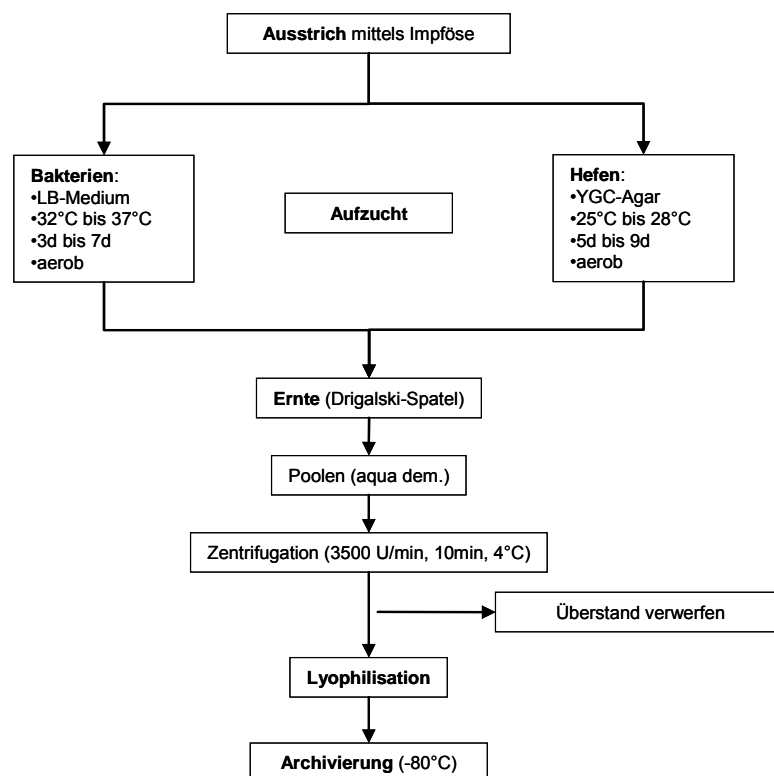 Ausstrich mittels Impföse
Bakterien:
•LB-Medium
•32°C bis 37°C
•3d bis 7d
•aerob
Aufzucht
Hefen:
•YGC-Agar
•25°C bis 28°C
•5d bis 9d
•aerob
Ernte (Drigalski-Spatel)
Poolen (aqua dem.)
Zentrifugation (3500 U/min, 10min, 4°C)
Überstand verwerfen
Lyophilisation
Archivierung (-80°C)